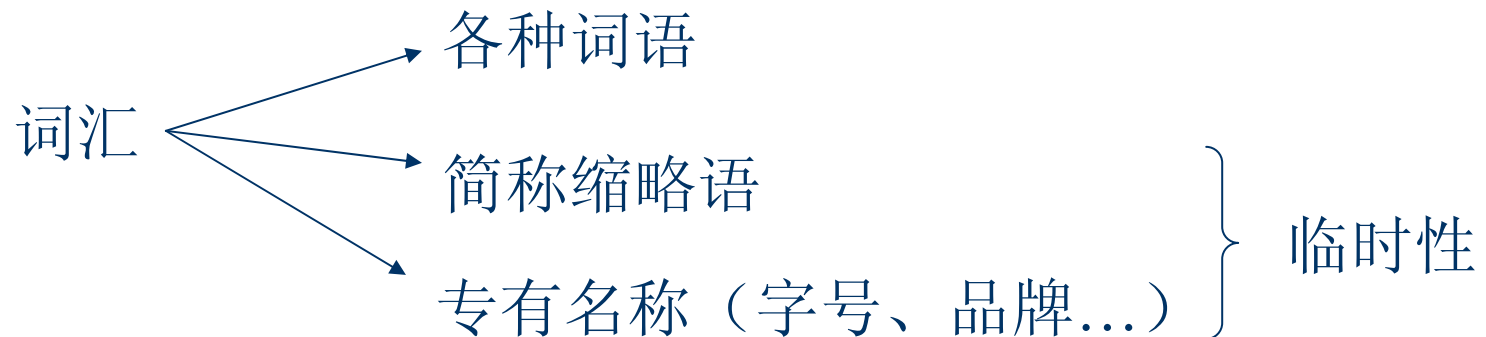 各种词语
词汇
简称缩略语
临时性
专有名称（字号、品牌…）